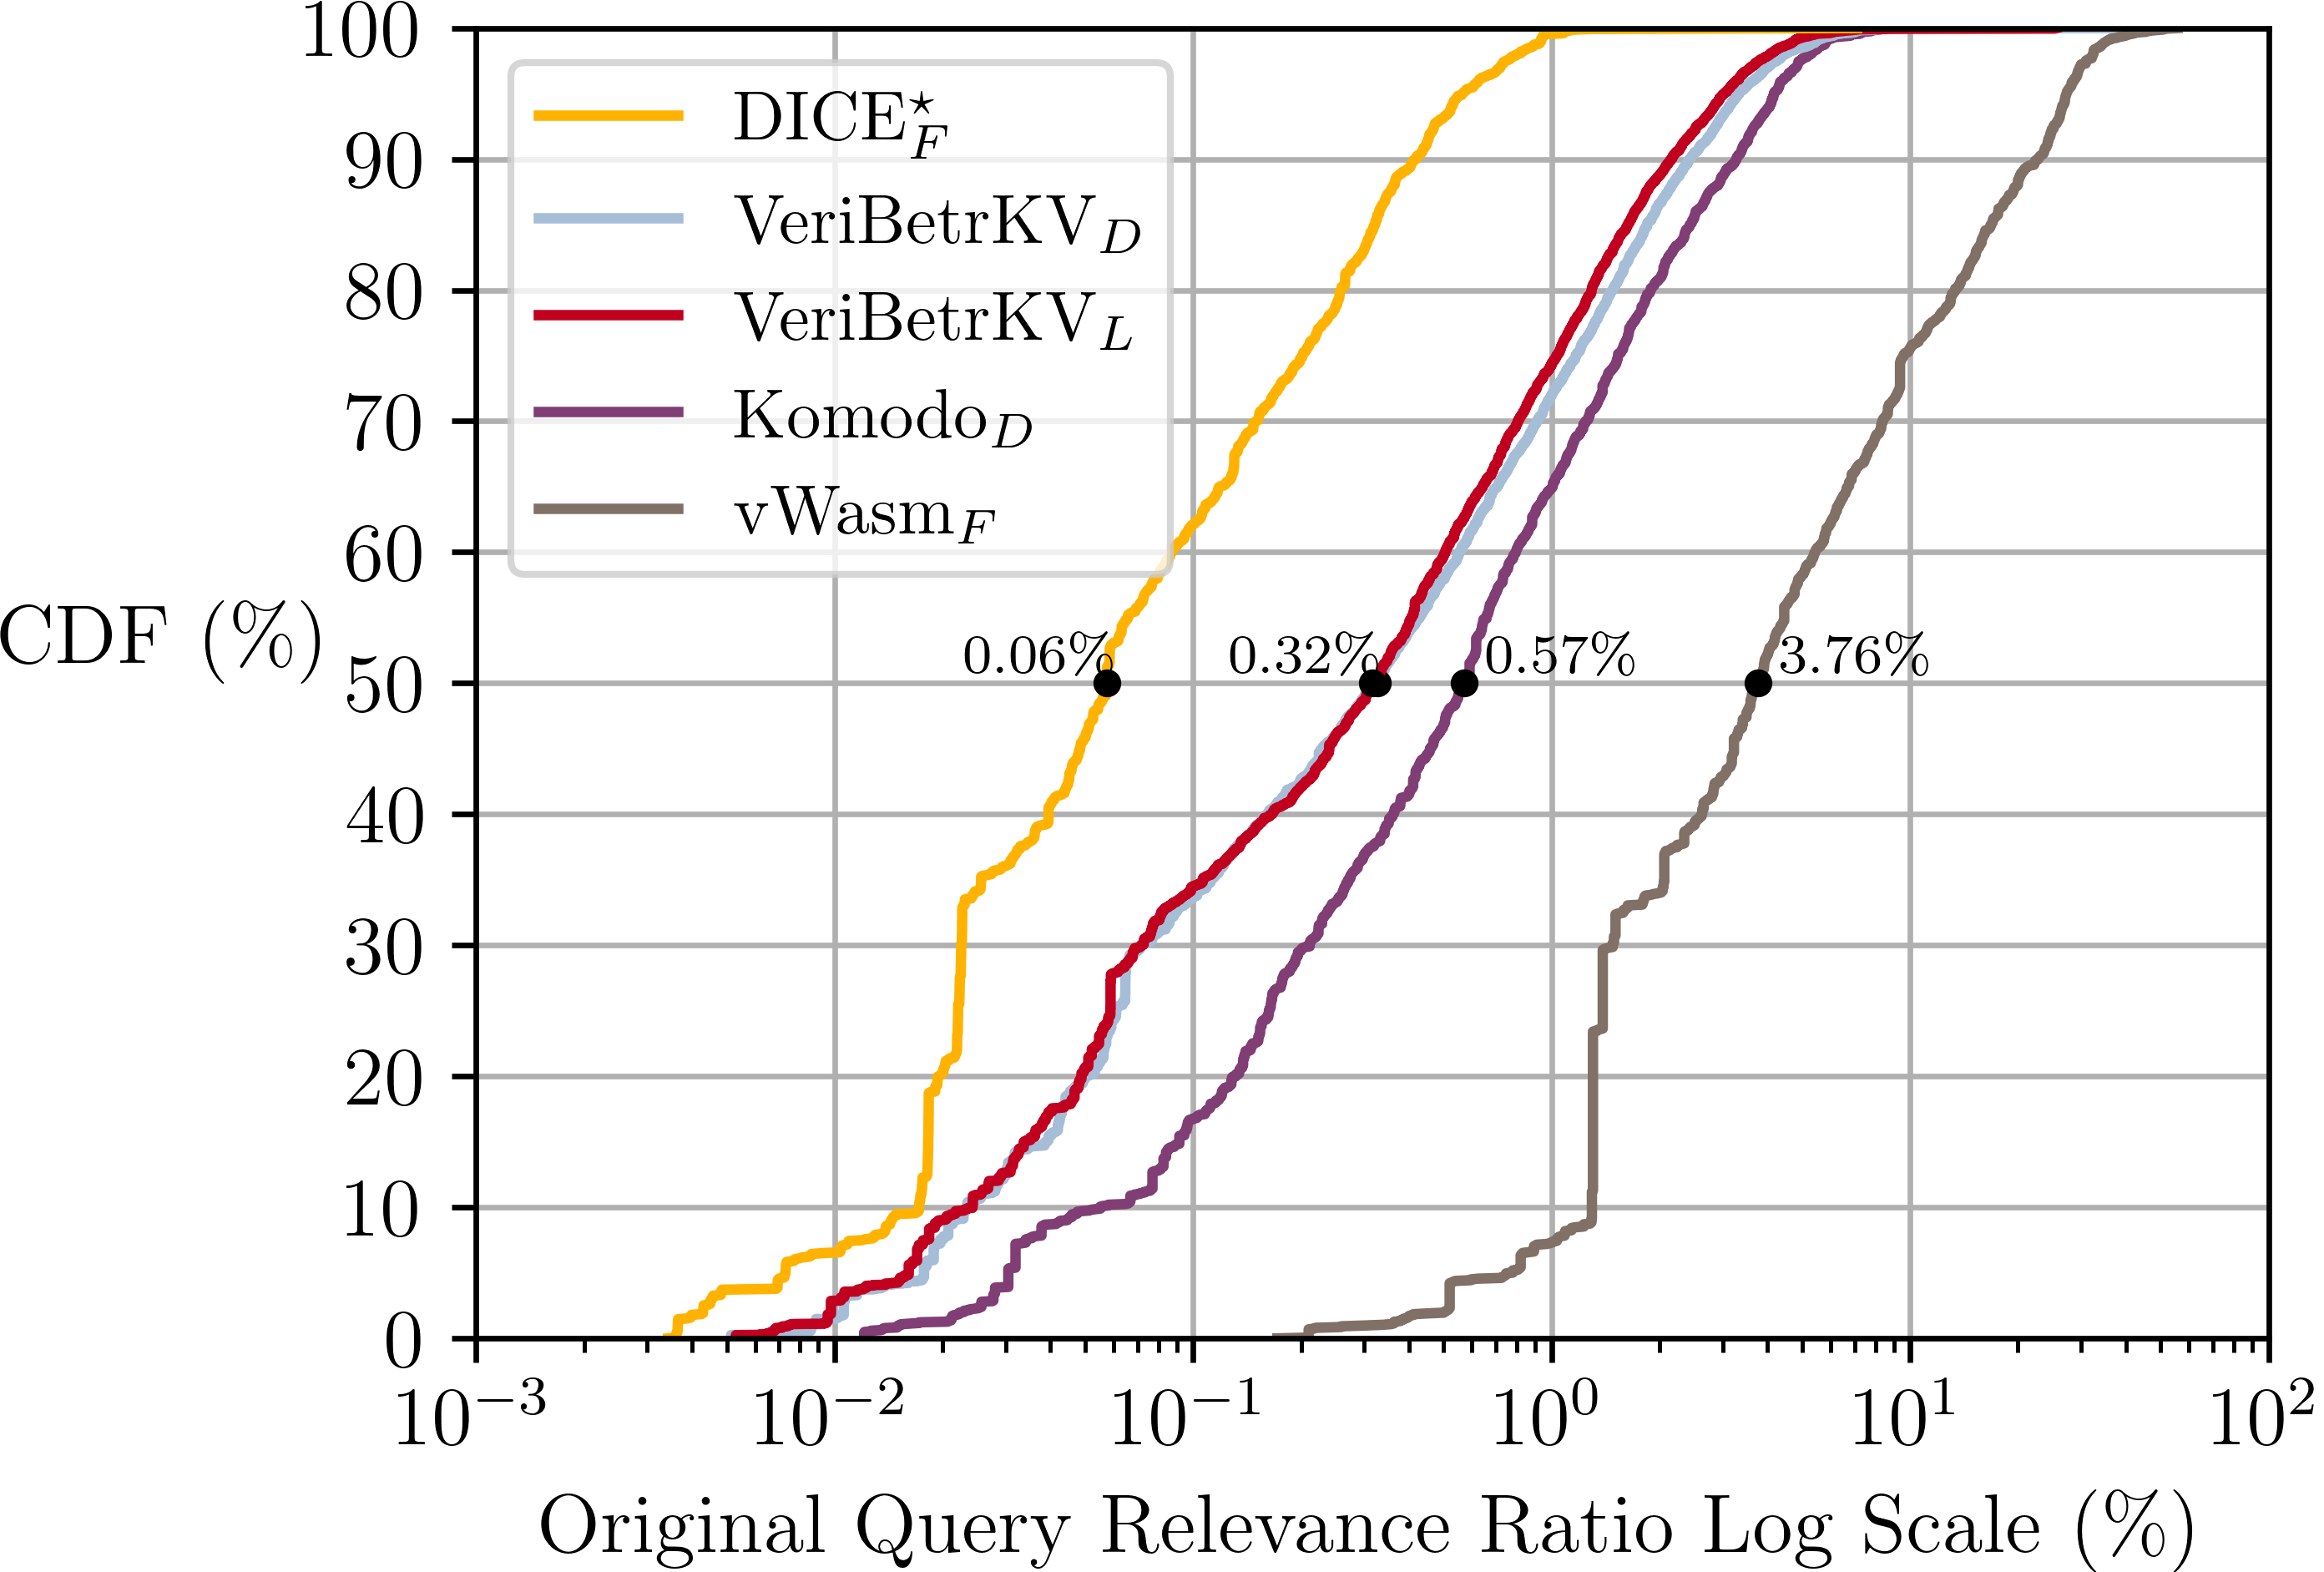 100
90
80
70
60
50
40
30
20
10
0
CDF (%)
DICE⋆F
VeriBetrKVD
VeriBetrKVL
KomodoD
vWasmF
0.06% 0.32% 0.57% 3.76%
10−3 10−2 10−1 100 101 102
Original Query Relevance Ratio Log Scale (%)